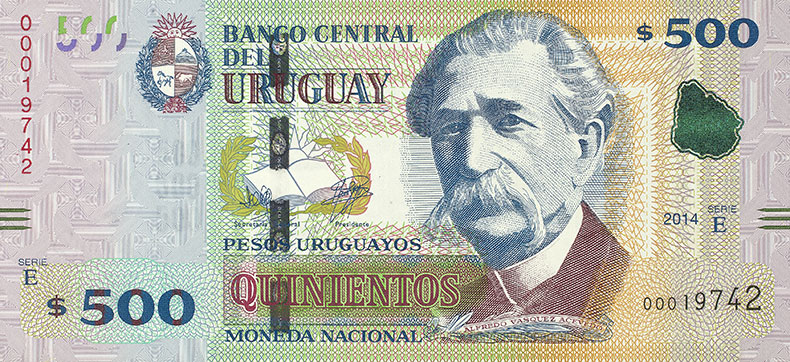 00019742
500
BANCO CENTRAL
DEL
URUGUAY
$ 500
Secretario General Presidente
PESOS URUGUAYOS
2014
SERIE
E
SERIE
E
$ 500
QUINIENTOS
00019742
ALFREDO VASQUEZ ACEVEDO
MONEDA NACIONAL